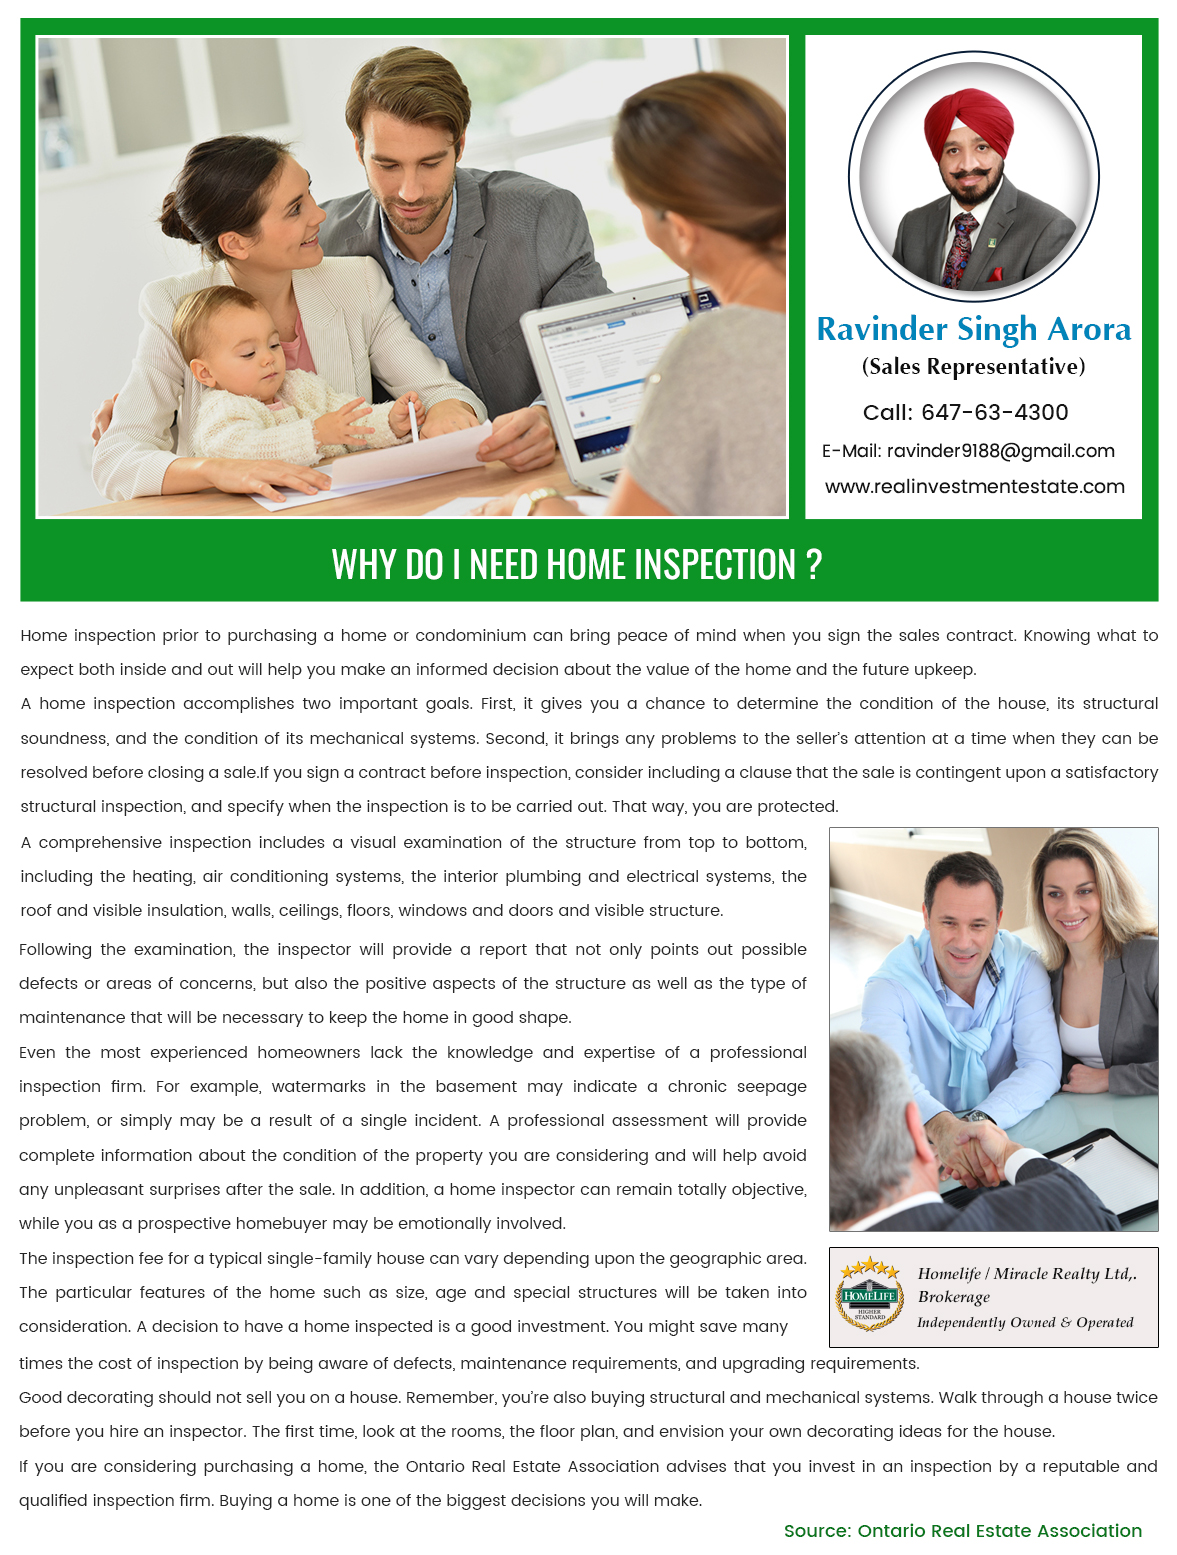 Ravinder Singh Arora
(Sales Representative)
Call: 647-63-4300
E-Mail: ravinder9188@gmail.com
www.realinvestmentestate.com
WHY DO I NEED HOME INSPECTION ?
Home inspection prior to purchasing a home or condominium can bring peace of mind when you sign the sales contract. Knowing what to
expect both inside and out will help you make an informed decision about the value of the home and the future upkeep.
A home inspection accomplishes two important goals. First, it gives you a chance to determine the condition of the house, its structural
soundness, and the condition of its mechanical systems. Second, it brings any problems to the seller's attention at a time when they can be
resolved before closing a sale.If you sign a contract before inspection, consider including a clause that the sale is contingent upon a satisfactory
structural inspection, and specify when the inspection is to be carried out. That way, you are protected.
A comprehensive inspection includes a visual examination of the structure from top to bottom,
including the heating, air conditioning systems, the interior plumbing and electrical systems, the
roof and visible insulation, walls, ceilings, floors, windows and doors and visible structure.
Following the examination, the inspector will provide a report that not only points out possible
defects or areas of concerns, but also the positive aspects of the structure as well as the type of
maintenance that will be necessary to keep the home in good shape.
Even the most experienced homeowners lack the knowledge and expertise of a professional
inspection firm. For example, watermarks in the basement may indicate a chronic seepage
problem, or simply may be a result of a single incident. A professional assessment will provide
complete information about the condition of the property you are considering and will help avoid
any unpleasant surprises after the sale. In addition, a home inspector can remain totally objective,
while you as a prospective homebuyer may be emotionally involved.
The inspection fee for a typical single-family house can vary depending upon the geographic area.
The particular features of the home such as size, age and special structures will be taken into
consideration. A decision to have a home inspected is a good investment. You might save many
times the cost of inspection by being aware of defects, maintenance requirements, and upgrading requirements.
Good decorating should not sell you on a house. Remember, you're also buying structural and mechanical systems. Walk through a house twice
before you hire an inspector. The first time, look at the rooms, the floor plan, and envision your own decorating ideas for the house.
If you are considering purchasing a home, the Ontario Real Estate Association advises that you invest in an inspection by a reputable and
qualified inspection firm. Buying a home is one of the biggest decisions you will make.
HOMELIFE
HIGHER
STANDARD
Homelife / Miracle Realty Ltd,.
Brokerage
Independently Owned & Operated
Source: Ontario Real Estate Association